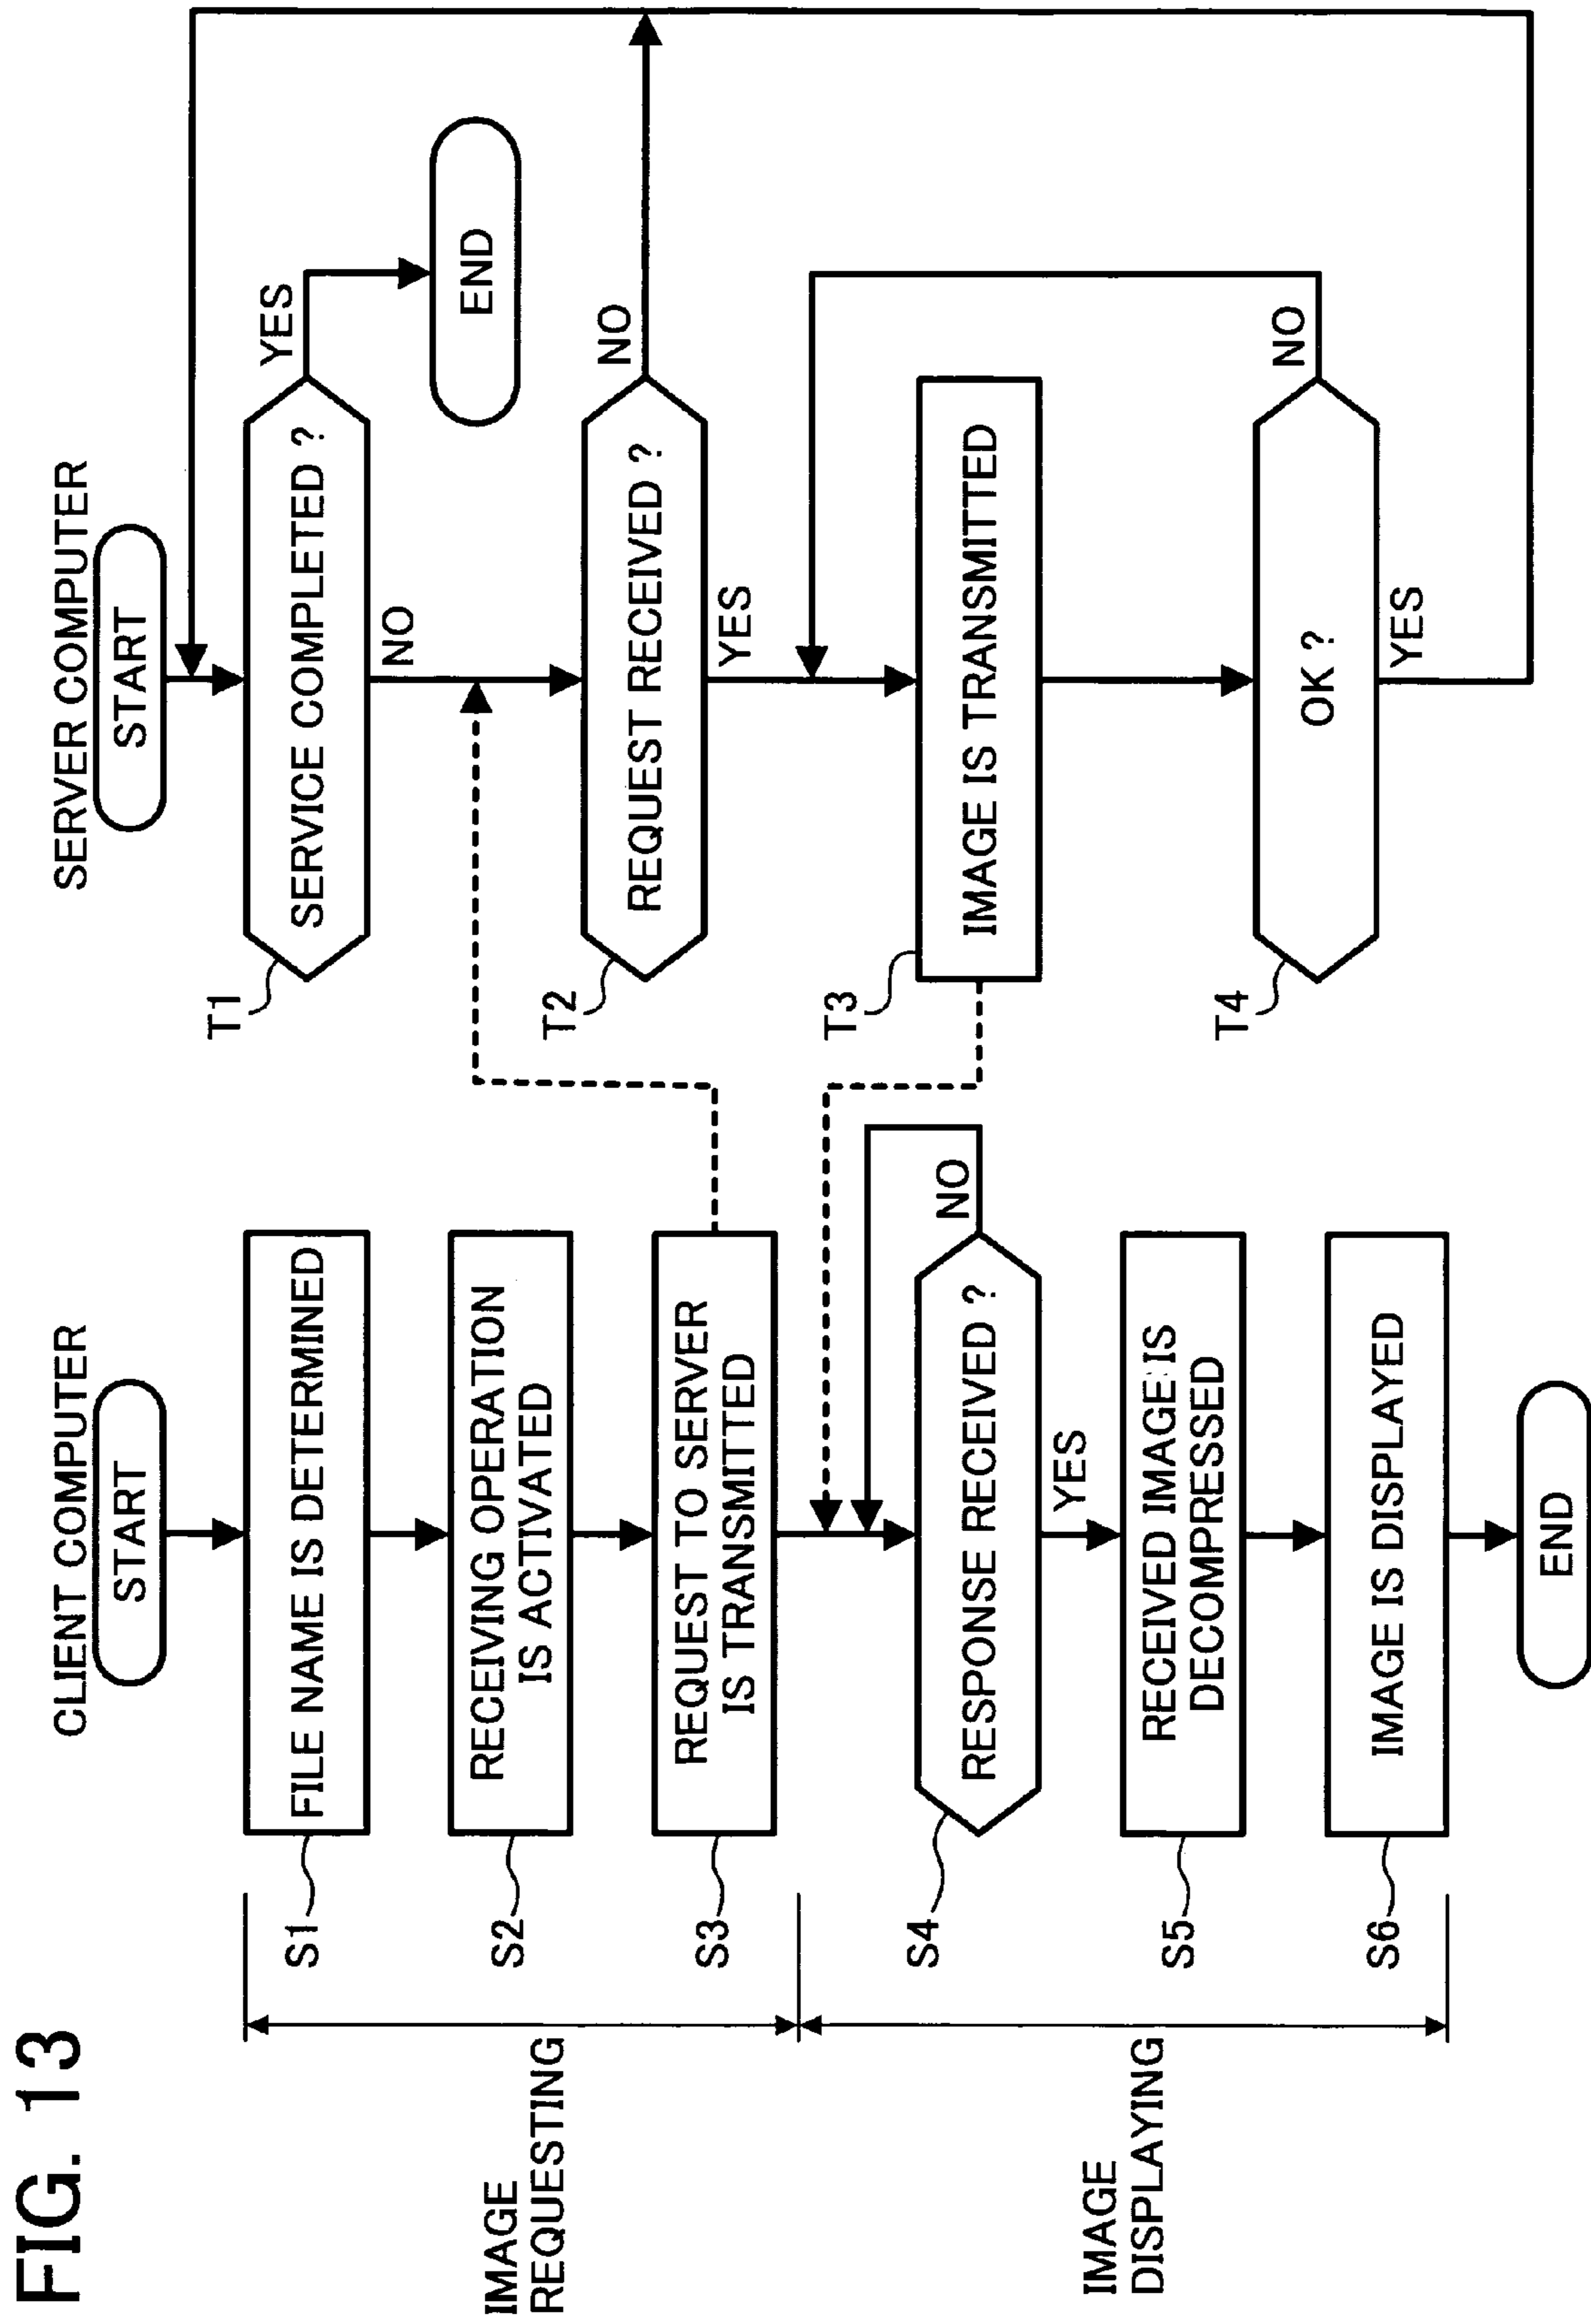 FIG. 13
CLIENT COMPUTER
START
S1
FILE NAME IS DETERMINED
S2
RECEIVING OPERATION
IS ACTIVATED
S3
REQUEST TO SERVER
IS TRANSMITTED
IMAGE
REQUESTING
S4
RESPONSE RECEIVED ?
NO
YES
S5
RECEIVED IMAGE IS
DECOMPRESSED
S6
IMAGE IS DISPLAYED
IMAGE
DISPLAYING
END
SERVER COMPUTER
START
T1
SERVICE COMPLETED ?
YES
END
NO
T2
REQUEST RECEIVED ?
NO
YES
T3
IMAGE IS TRANSMITTED
T4
OK ?
NO
YES